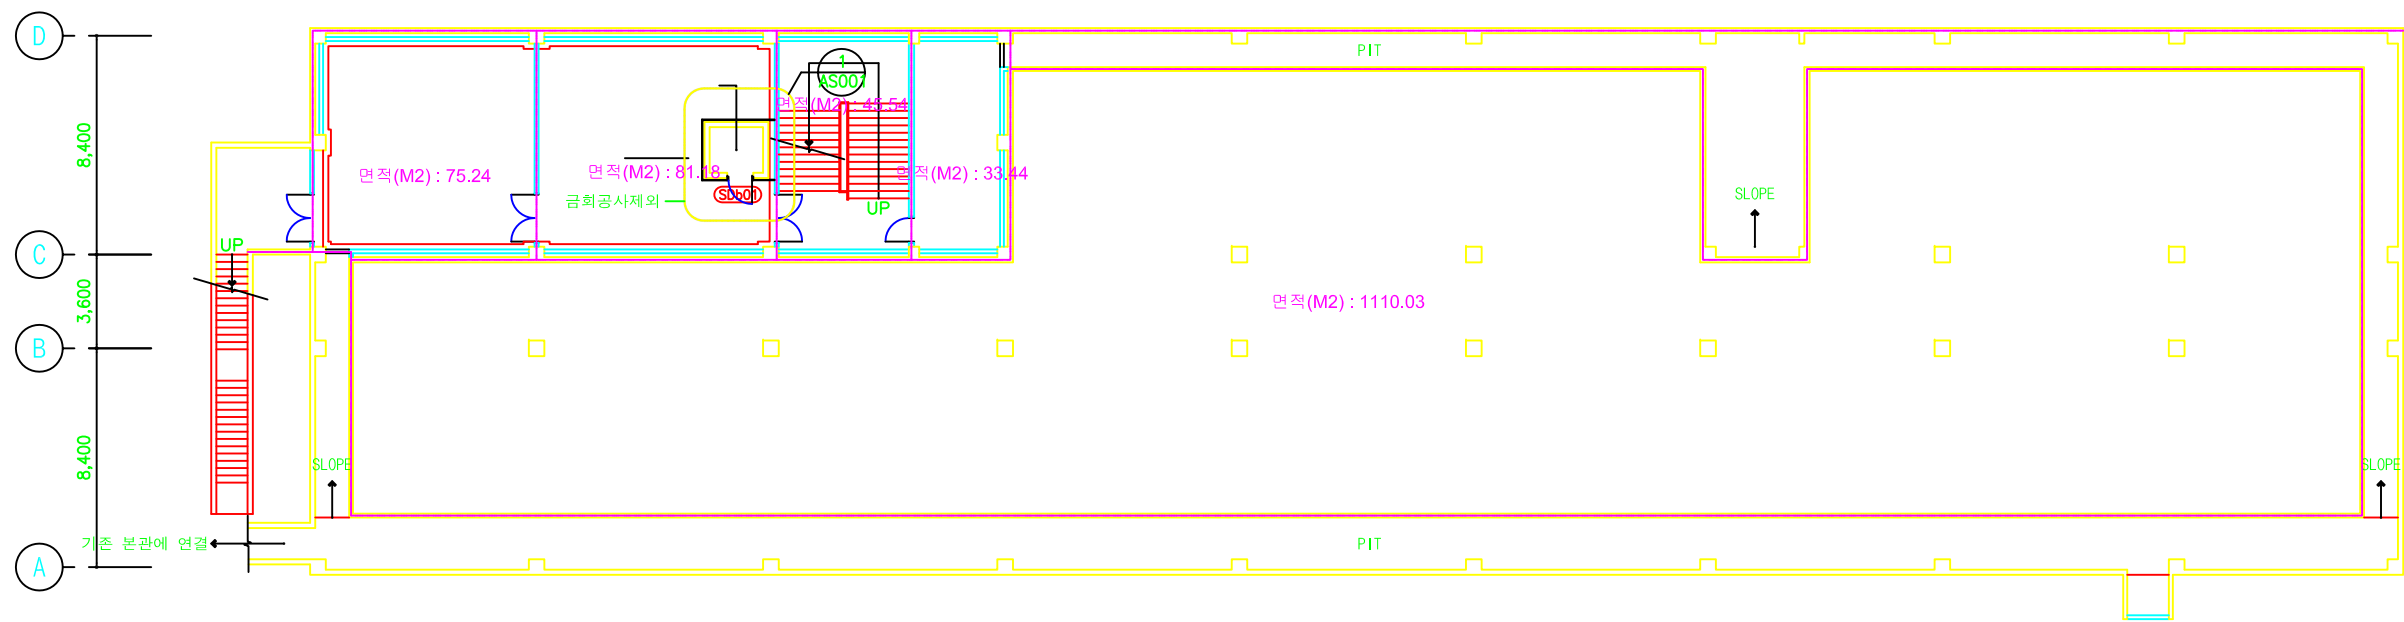 D
PIT
1
AS001
면적(M2) : 45.54
8,400
면적(M2) : 75.24
면적(M2) : 81.18
면적(M2) : 33.44
SDb01
금회공사제외
UP
SLOPE
UP
C
3,600
면적(M2) : 1110.03
B
8,400
SLOPE
SLOPE
기존 본관에 연결
PIT
A